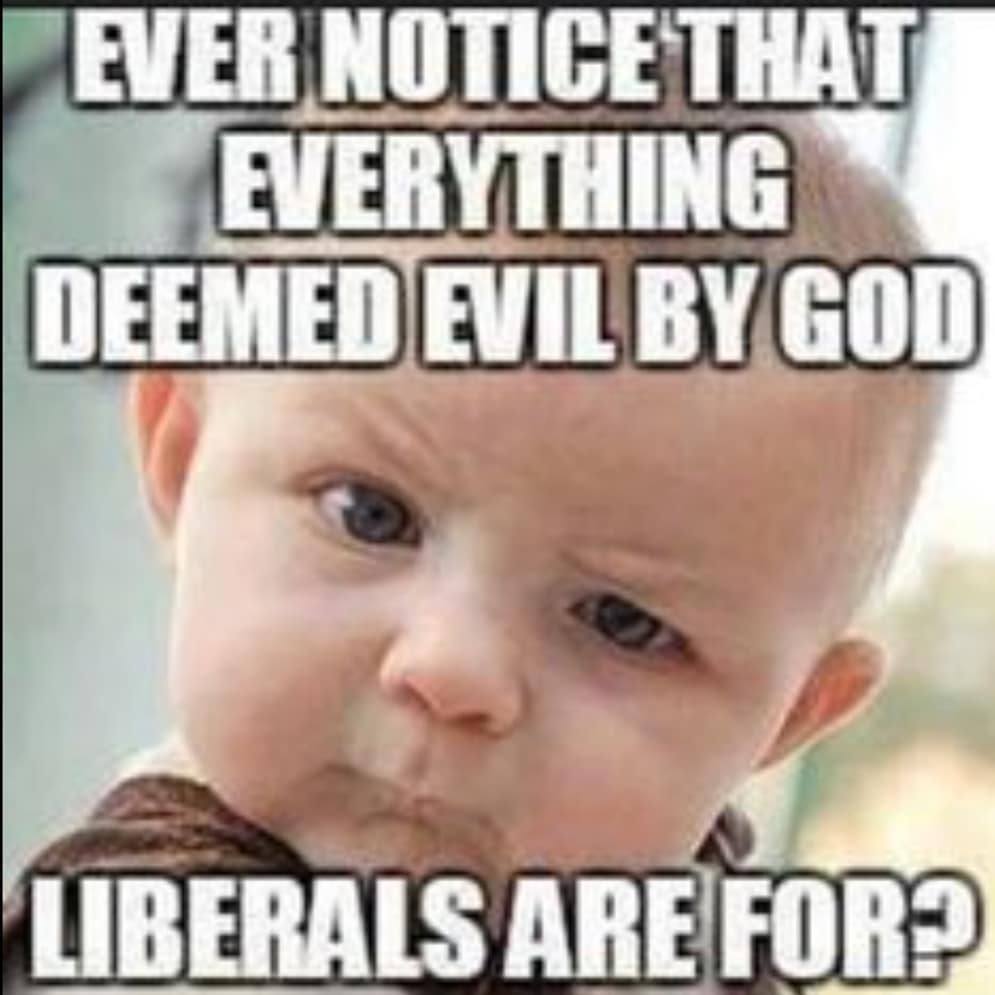 EVER NOTICE THAT
EVERYTHING
DEEMED EVIL BY GOD
LIBERALS ARE FOR?